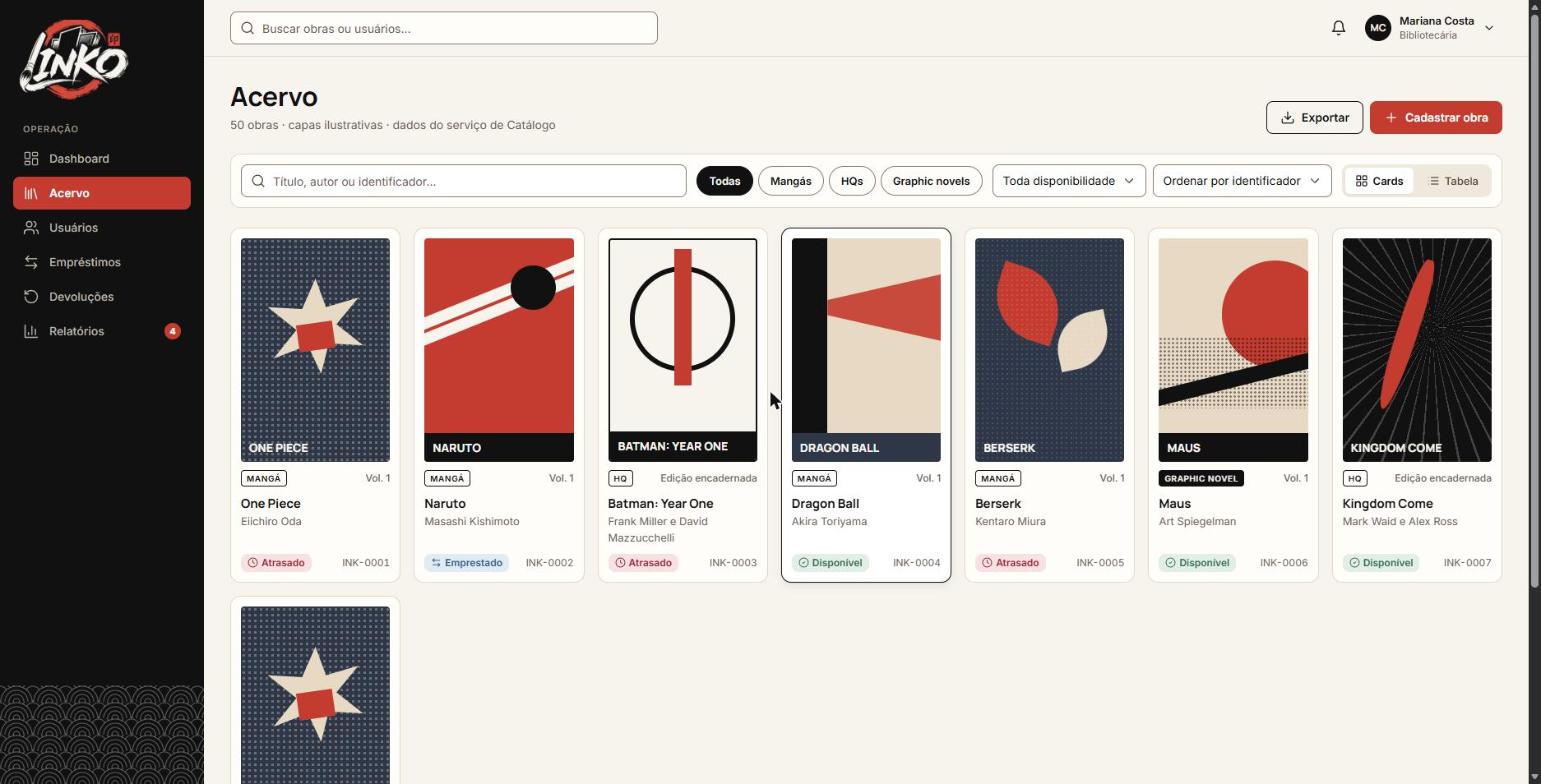 LINKO
Buscar obras ou usuários...
MC
Mariana Costa
Bibliotecária
OPERAÇÃO
Dashboard
Acervo
Usuários
Empréstimos
Devoluções
Relatórios
4
Acervo
50 obras · capas ilustrativas · dados do serviço de Catálogo
Exportar
Cadastrar obra
Título, autor ou identificador...
Todas
Mangás
HQs
Graphic novels
Toda disponibilidade
Ordenar por identificador
Cards
Tabela
ONE PIECE
MANGÁ
Vol. 1
One Piece
Eiichiro Oda
Atrasado
INK-0001
NARUTO
MANGÁ
Vol. 1
Naruto
Masashi Kishimoto
Emprestado
INK-0002
BATMAN: YEAR ONE
HQ
Edição encadernada
Batman: Year One
Frank Miller e David
Mazzucchelli
Atrasado
INK-0003
DRAGON BALL
MANGÁ
Vol. 1
Dragon Ball
Akira Toriyama
Disponível
INK-0004
BERSERK
MANGÁ
Vol. 1
Berserk
Kentaro Miura
Atrasado
INK-0005
MAUS
GRAPHIC NOVEL
Vol. 1
Maus
Art Spiegelman
Disponível
INK-0006
KINGDOM COME
HQ
Edição encadernada
Kingdom Come
Mark Waid e Alex Ross
Disponível
INK-0007